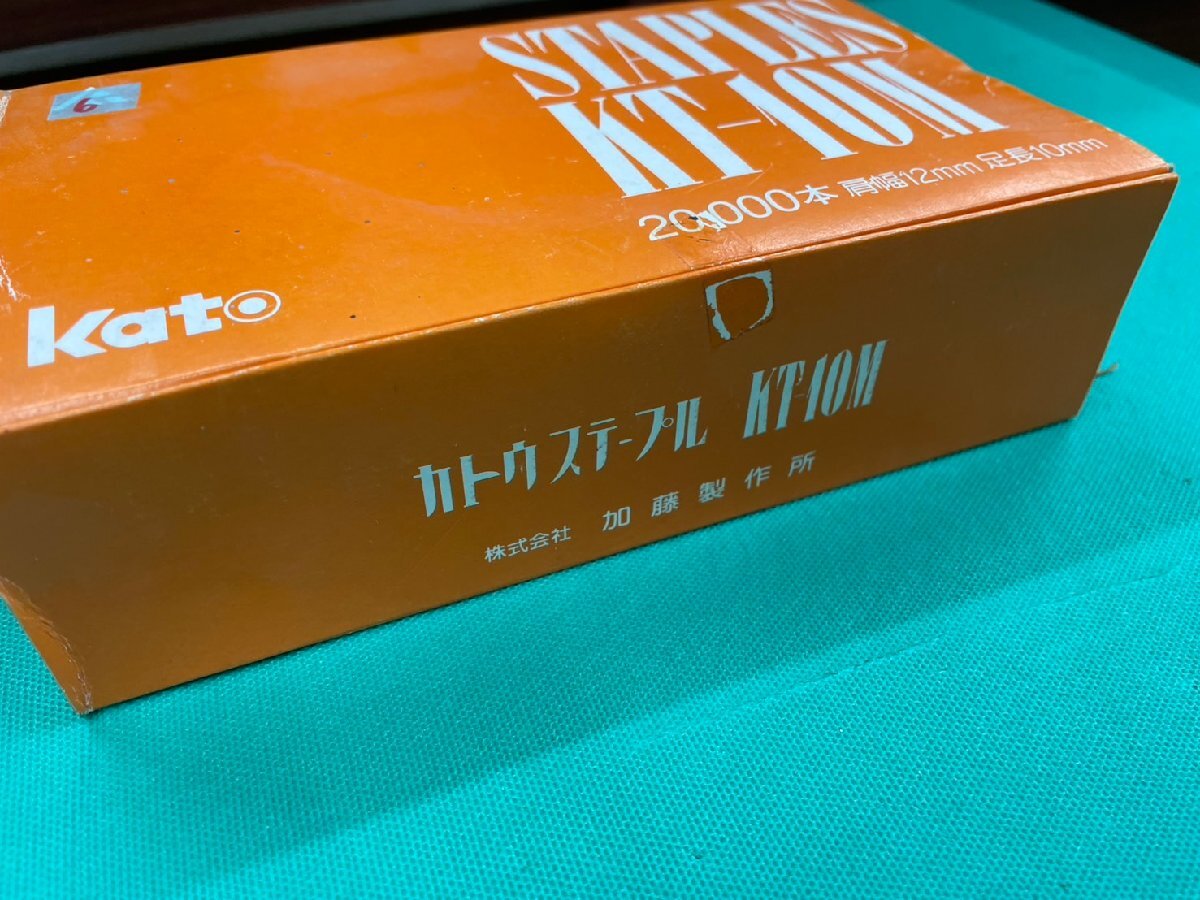 6
STAPLES
KT-10M
20,000本 肩幅12mm 足長10mm
Kato
カトウステープル KT-10M
株式会社 加藤製作所